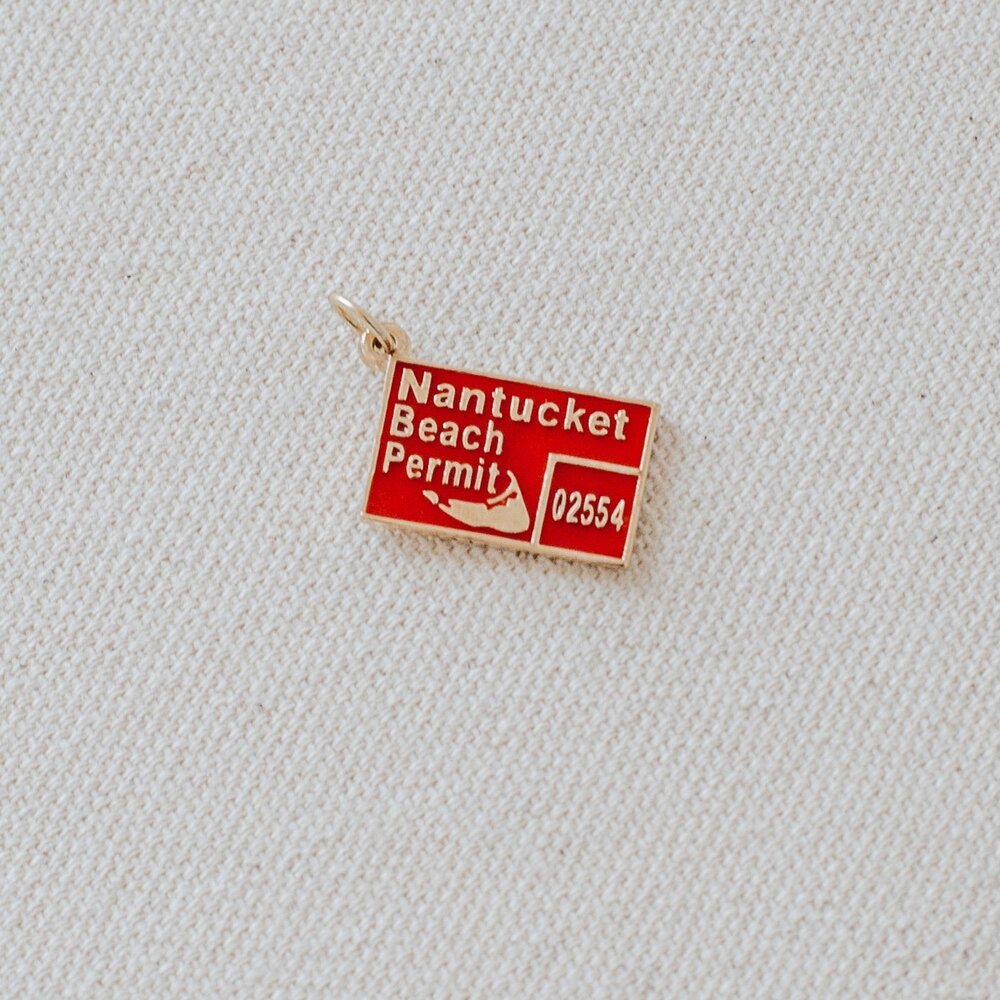 Nantucket
Beach
Permit
02554